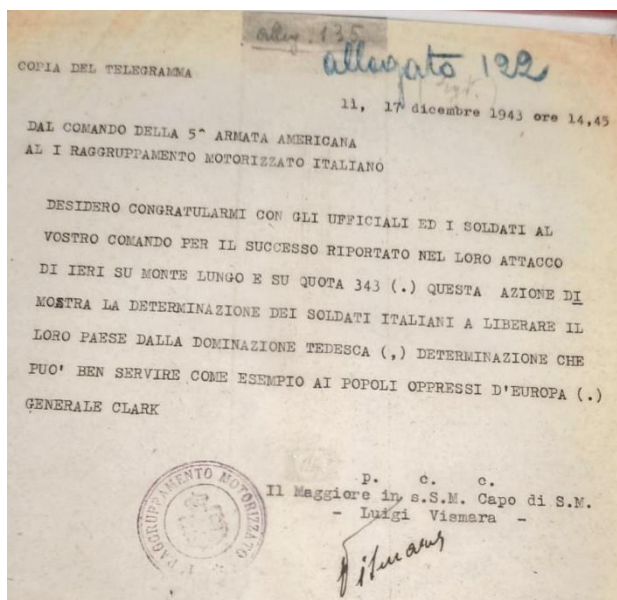 alleg. 135
allegato 122
COPIA DEL TELEGRAMMA
li, 17 dicembre 1943 ore 14,45
DAL COMANDO DELLA 5^ ARMATA AMERICANA
AL I RAGGRUPPAMENTO MOTORIZZATO ITALIANO
DESIDERO CONGRATULARMI CON GLI UFFICIALI ED I SOLDATI AL
VOSTRO COMANDO PER IL SUCCESSO RIPORTATO NEL LORO ATTACCO
DI IERI SU MONTE LUNGO E SU QUOTA 343 (.) QUESTA AZIONE DI
MOSTRA LA DETERMINAZIONE DEI SOLDATI ITALIANI A LIBERARE IL
LORO PAESE DALLA DOMINAZIONE TEDESCA (,) DETERMINAZIONE CHE
PUO' BEN SERVIRE COME ESEMPIO AI POPOLI OPPRESSI D'EUROPA (.)
GENERALE CLARK
p. c. c.
Il Maggiore in s.S.M. Capo di S.M.
- Luigi Vismara -
Vismara
RAGGRUPPAMENTO MOTORIZZATO